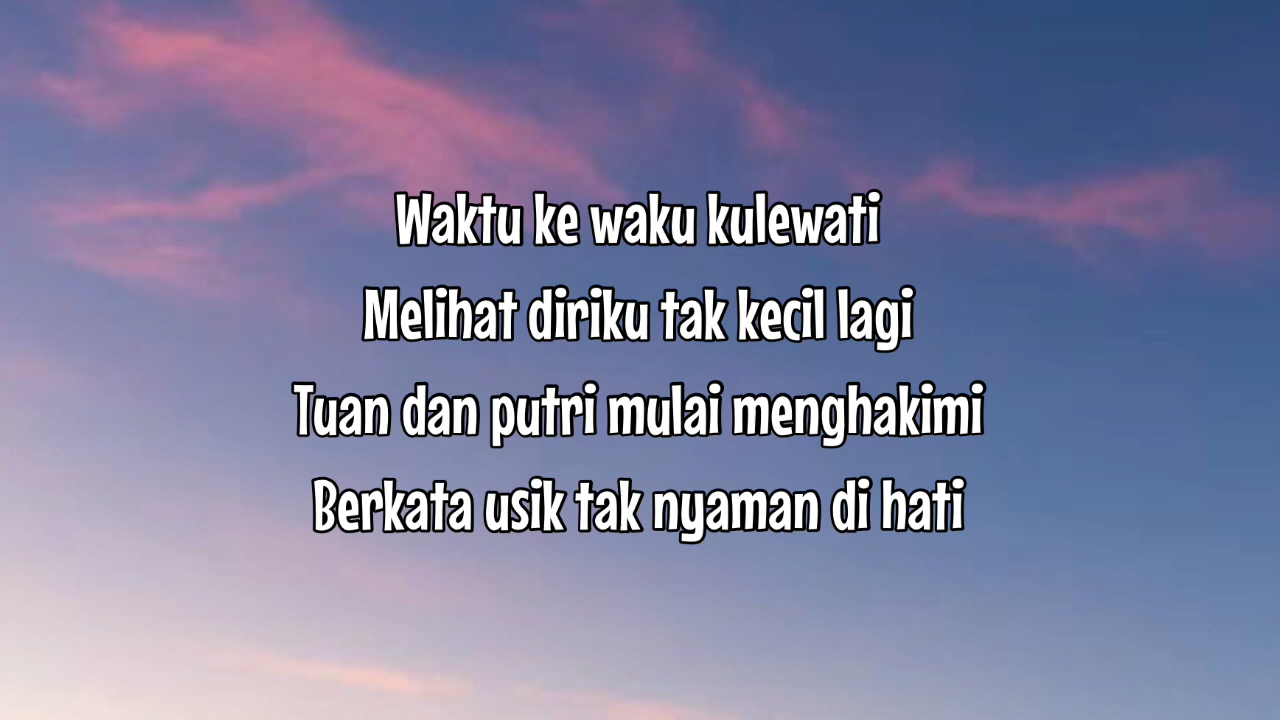 Waktu ke waku kulewati
Melihat diriku tak kecil lagi
Tuan dan putri mulai menghakimi
Berkata usik tak nyaman di hati